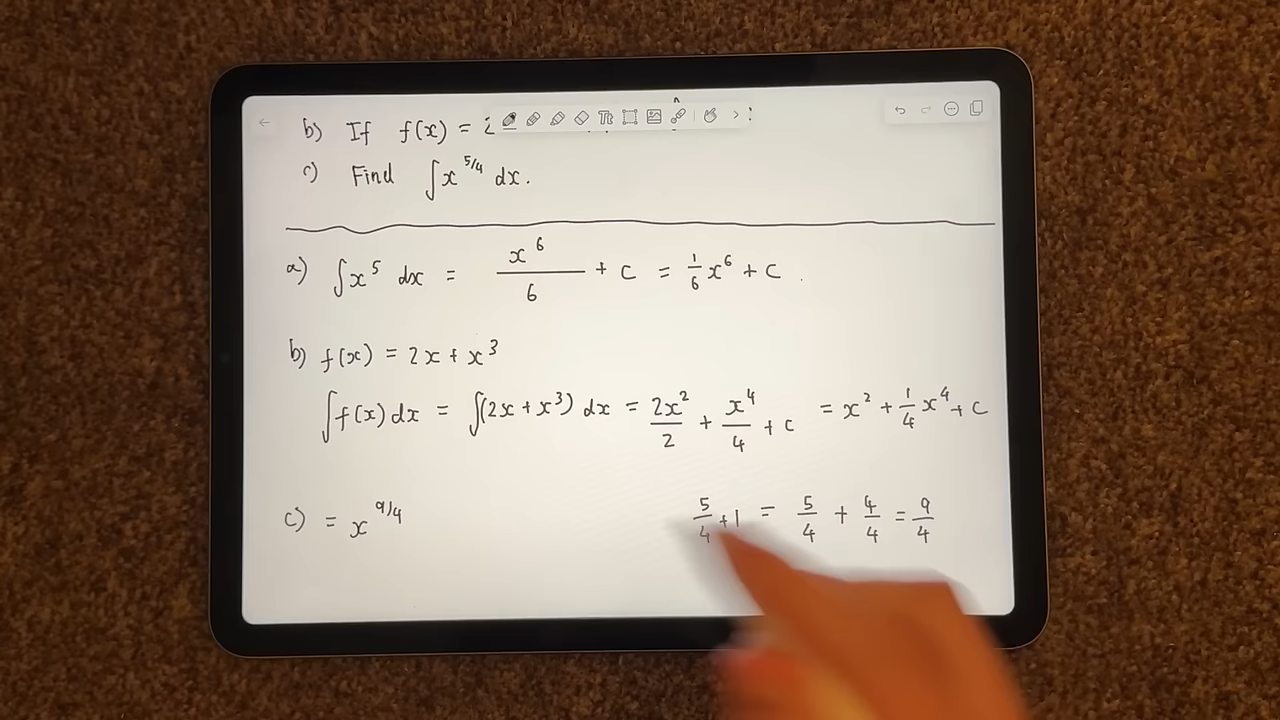 b) If f(x) =
c) Find ∫x^5/4 dx.
a) ∫x^5 dx = x^6/6 + c = 1/6 x^6 + c.
b) f(x) = 2x + x^3
∫f(x) dx = ∫(2x + x^3) dx = 2x^2/2 + x^4/4 + c = x^2 + 1/4 x^4 + c
c) = x^9/4 5/4 + 1 = 5/4 + 4/4 = 9/4